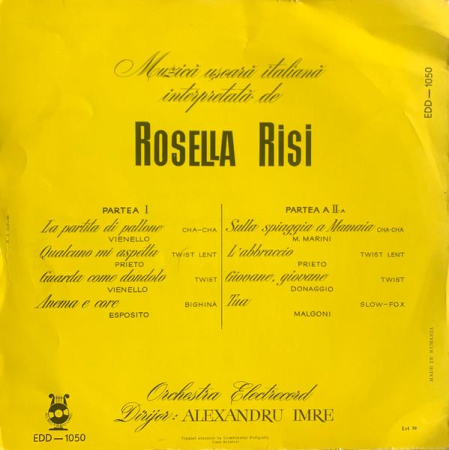 Muzică ușoară italiană
interpretată de
ROSELLA RISI
EDD—1050
PARTEA I
La partita di pallone CHA-CHA
VIENELLO
Qualcuno mi aspetta TWIST LENT
PRIETO
Guarda come dondolo TWIST
VIENELLO
Anema e core BIGHINĂ
ESPOSITO
PARTEA A II-A
Sulla spiaggia a Mamaia CHA-CHA
M. MARINI
L'abbraccio TWIST LENT
PRIETO
Giovane, giovane TWIST
DONAGGIO
Tua SLOW-FOX
MALGONI
Orchestra Electrecord
Dirijor: ALEXANDRU IMRE
EDD—1050
MADE IN RUMANIA
Lei 30